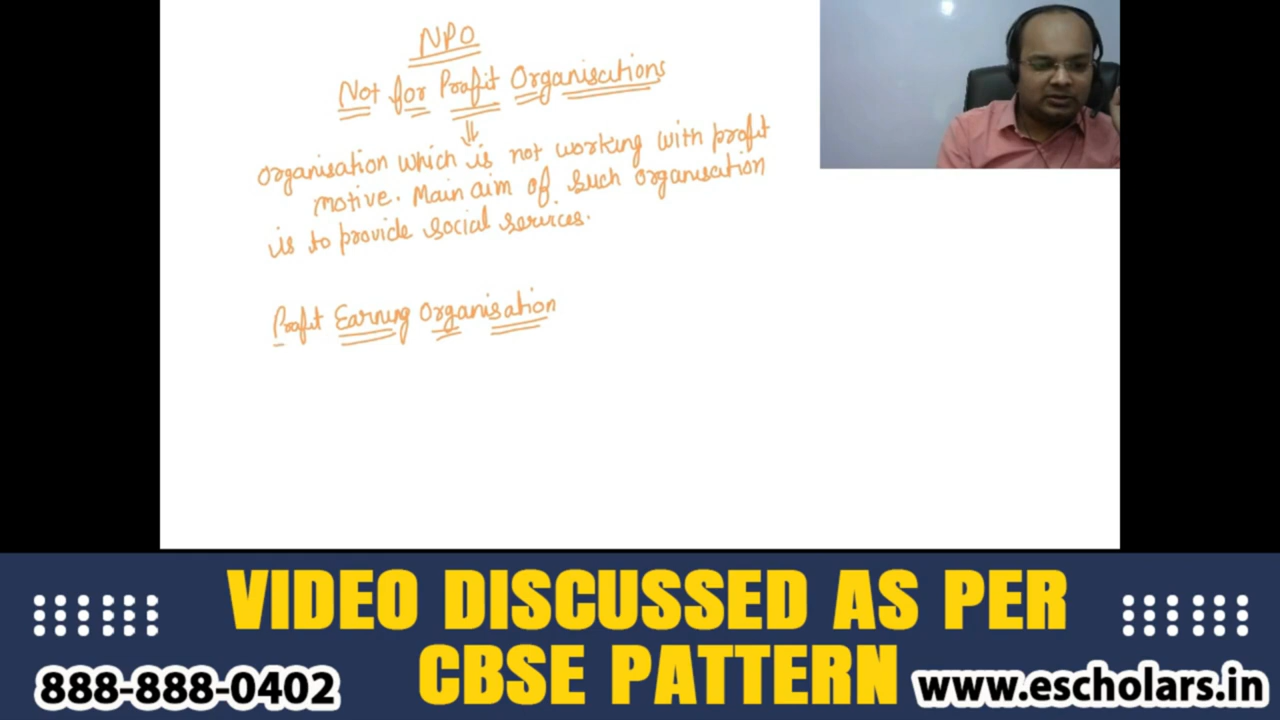 NPO
Not for Profit Organisations
organisation which is not working with profit
motive. Main aim of such organisation
is to provide social services.
Profit Earning Organisation
VIDEO DISCUSSED AS PER
CBSE PATTERN
888-888-0402
www.escholars.in